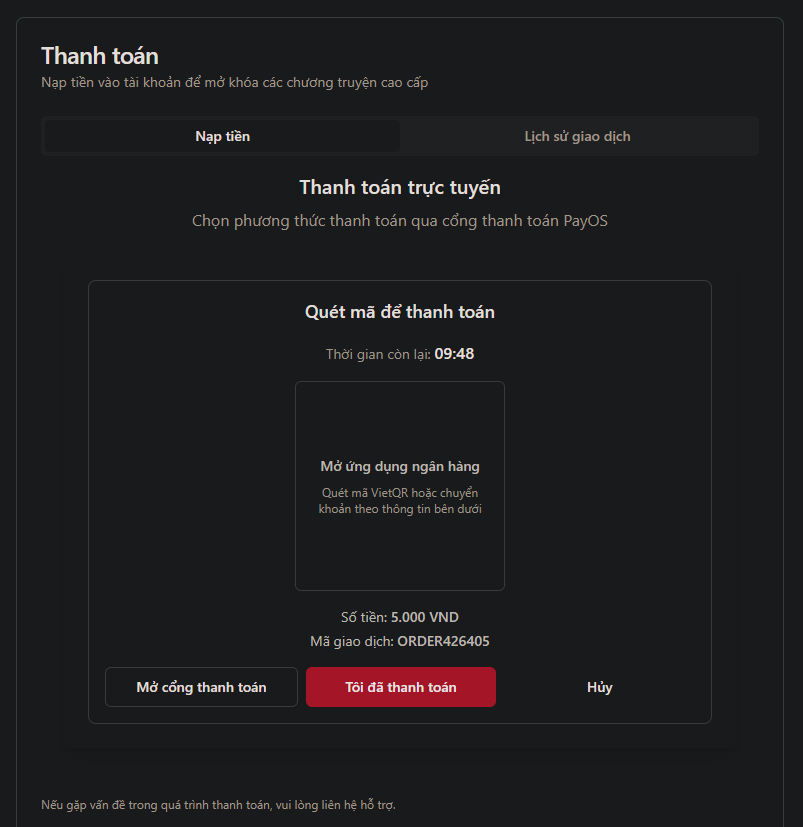 Thanh toán
Nạp tiền vào tài khoản để mở khóa các chương truyện cao cấp
Nạp tiền
Lịch sử giao dịch
Thanh toán trực tuyến
Chọn phương thức thanh toán qua cổng thanh toán PayOS
Quét mã để thanh toán
Thời gian còn lại: 09:48
Mở ứng dụng ngân hàng
Quét mã VietQR hoặc chuyển
khoản theo thông tin bên dưới
Số tiền: 5.000 VND
Mã giao dịch: ORDER426405
Mở cổng thanh toán
Tôi đã thanh toán
Hủy
Nếu gặp vấn đề trong quá trình thanh toán, vui lòng liên hệ hỗ trợ.